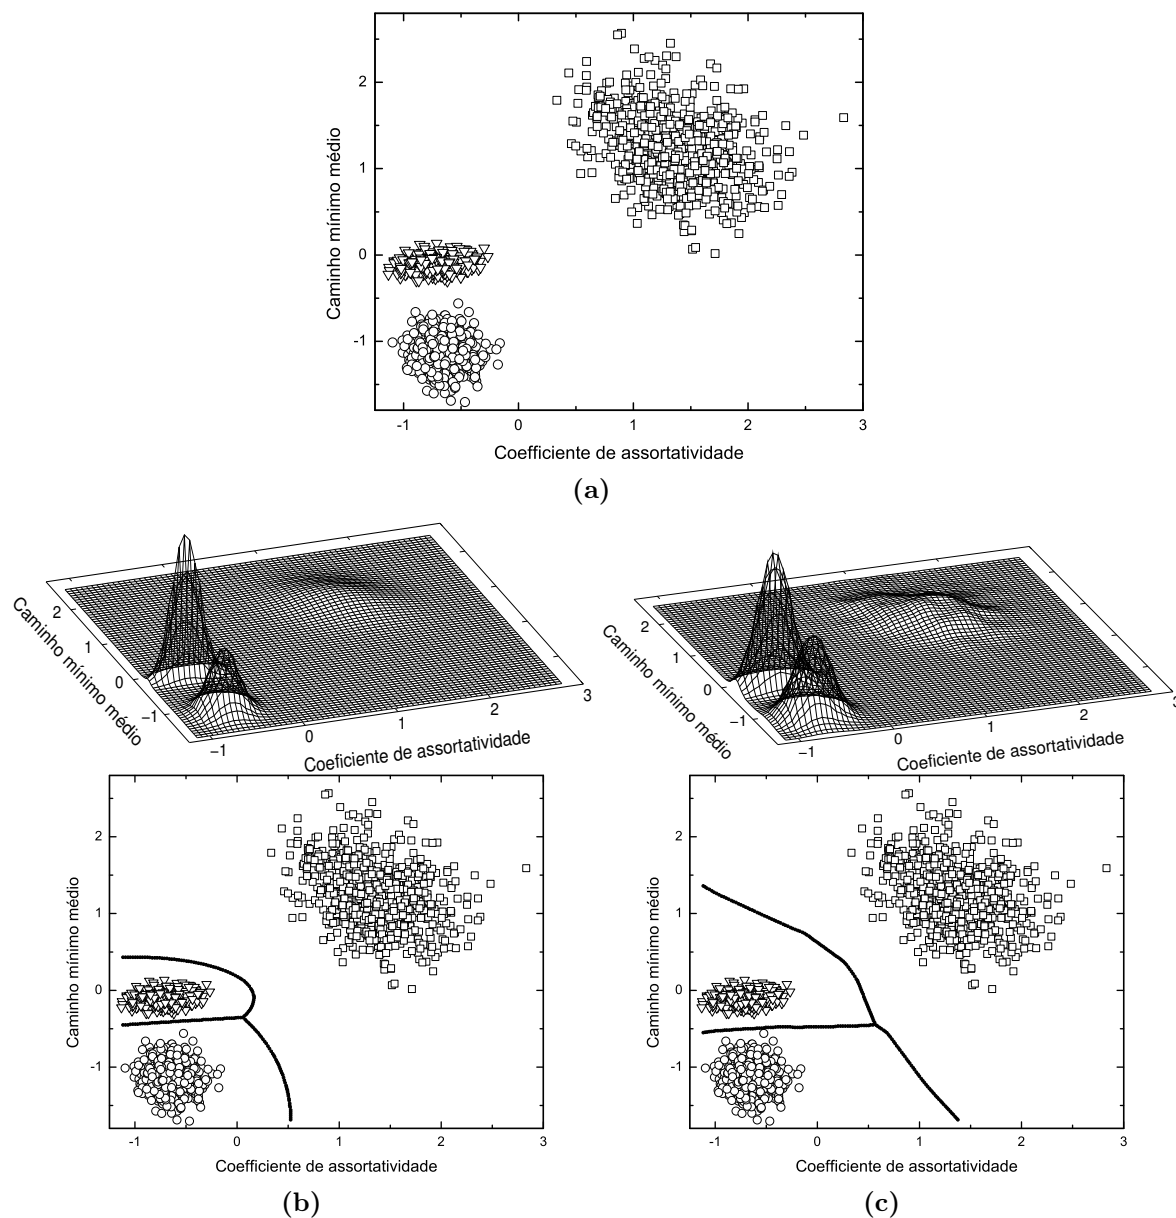 2
1
0
-1
Caminho mínimo médio
-1 0 1 2 3
Coefficiente de assortatividade
(a)
2
1
0
−1
Caminho mínimo médio
−1 0 1 2 3
Coeficiente de assortatividade
2
1
0
−1
Caminho mínimo médio
−1 0 1 2 3
Coeficiente de assortatividade
2
1
0
-1
Caminho mínimo médio
-1 0 1 2 3
Coefficiente de assortatividade
(b)
2
1
0
-1
Caminho mínimo médio
-1 0 1 2 3
Coefficiente de assortatividade
(c)